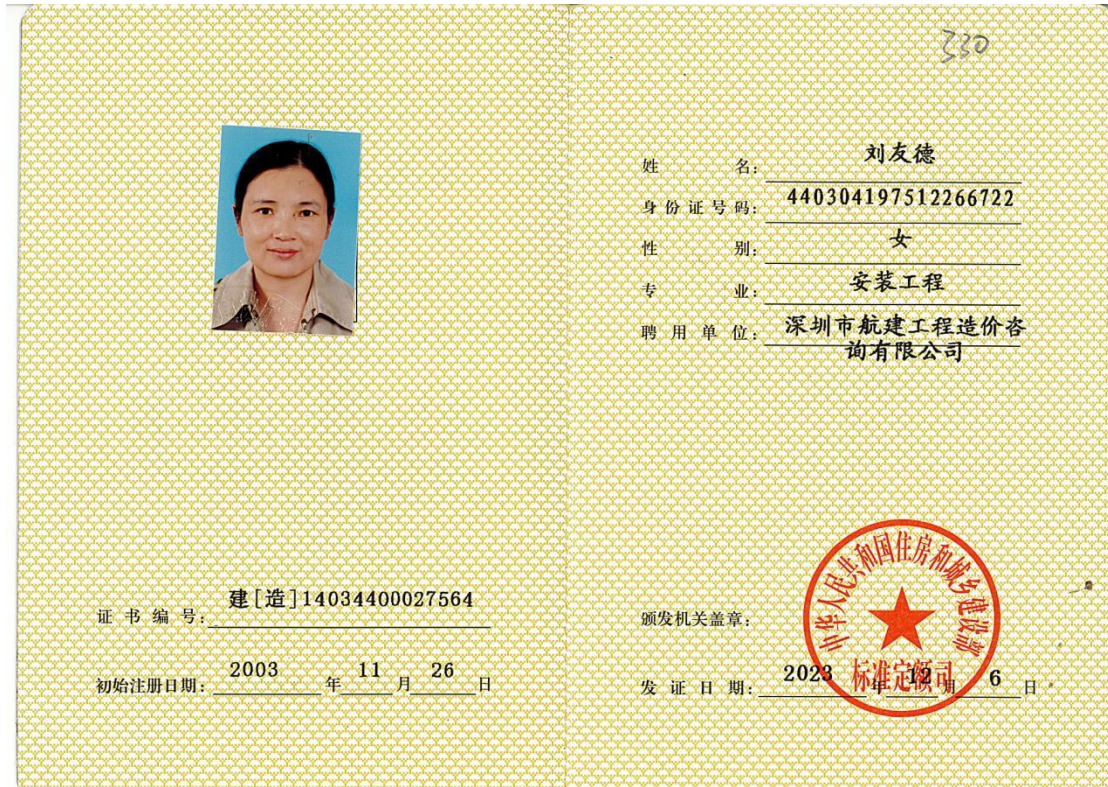 330
姓 名: 刘友德
身份证号码: 440304197512266722
性 别: 女
专 业: 安装工程
聘用单位: 深圳市航建工程造价咨
询有限公司
证书编号: 建[造]14034400027564
初始注册日期: 2003 年 11 月 26 日
颁发机关盖章:
中华人民共和国住房和城乡建设部
标准定额司
发证日期: 2023 年 12 月 6 日